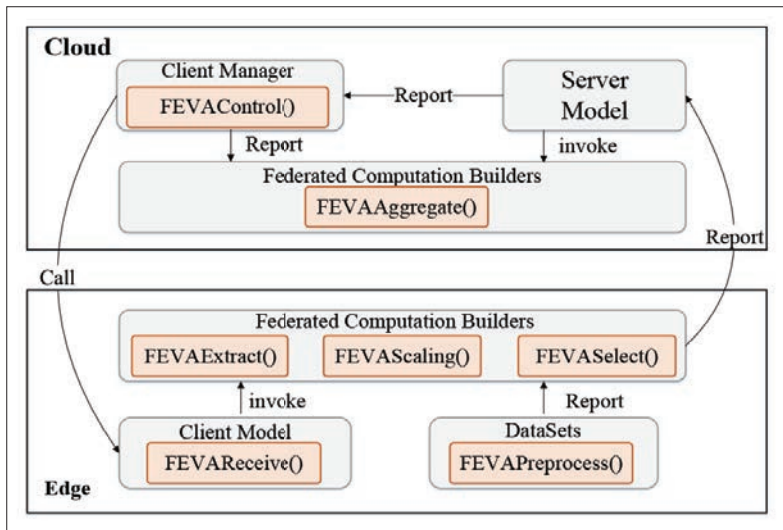 Cloud
Client Manager
FEVAControl()
Report
Server
Model
Report
invoke
Federated Computation Builders
FEVAAggregate()
Report
Call
Federated Computation Builders
FEVAExtract()
FEVAScaling()
FEVASelect()
invoke
Report
Client Model
FEVAReceive()
DataSets
FEVAPreprocess()
Edge